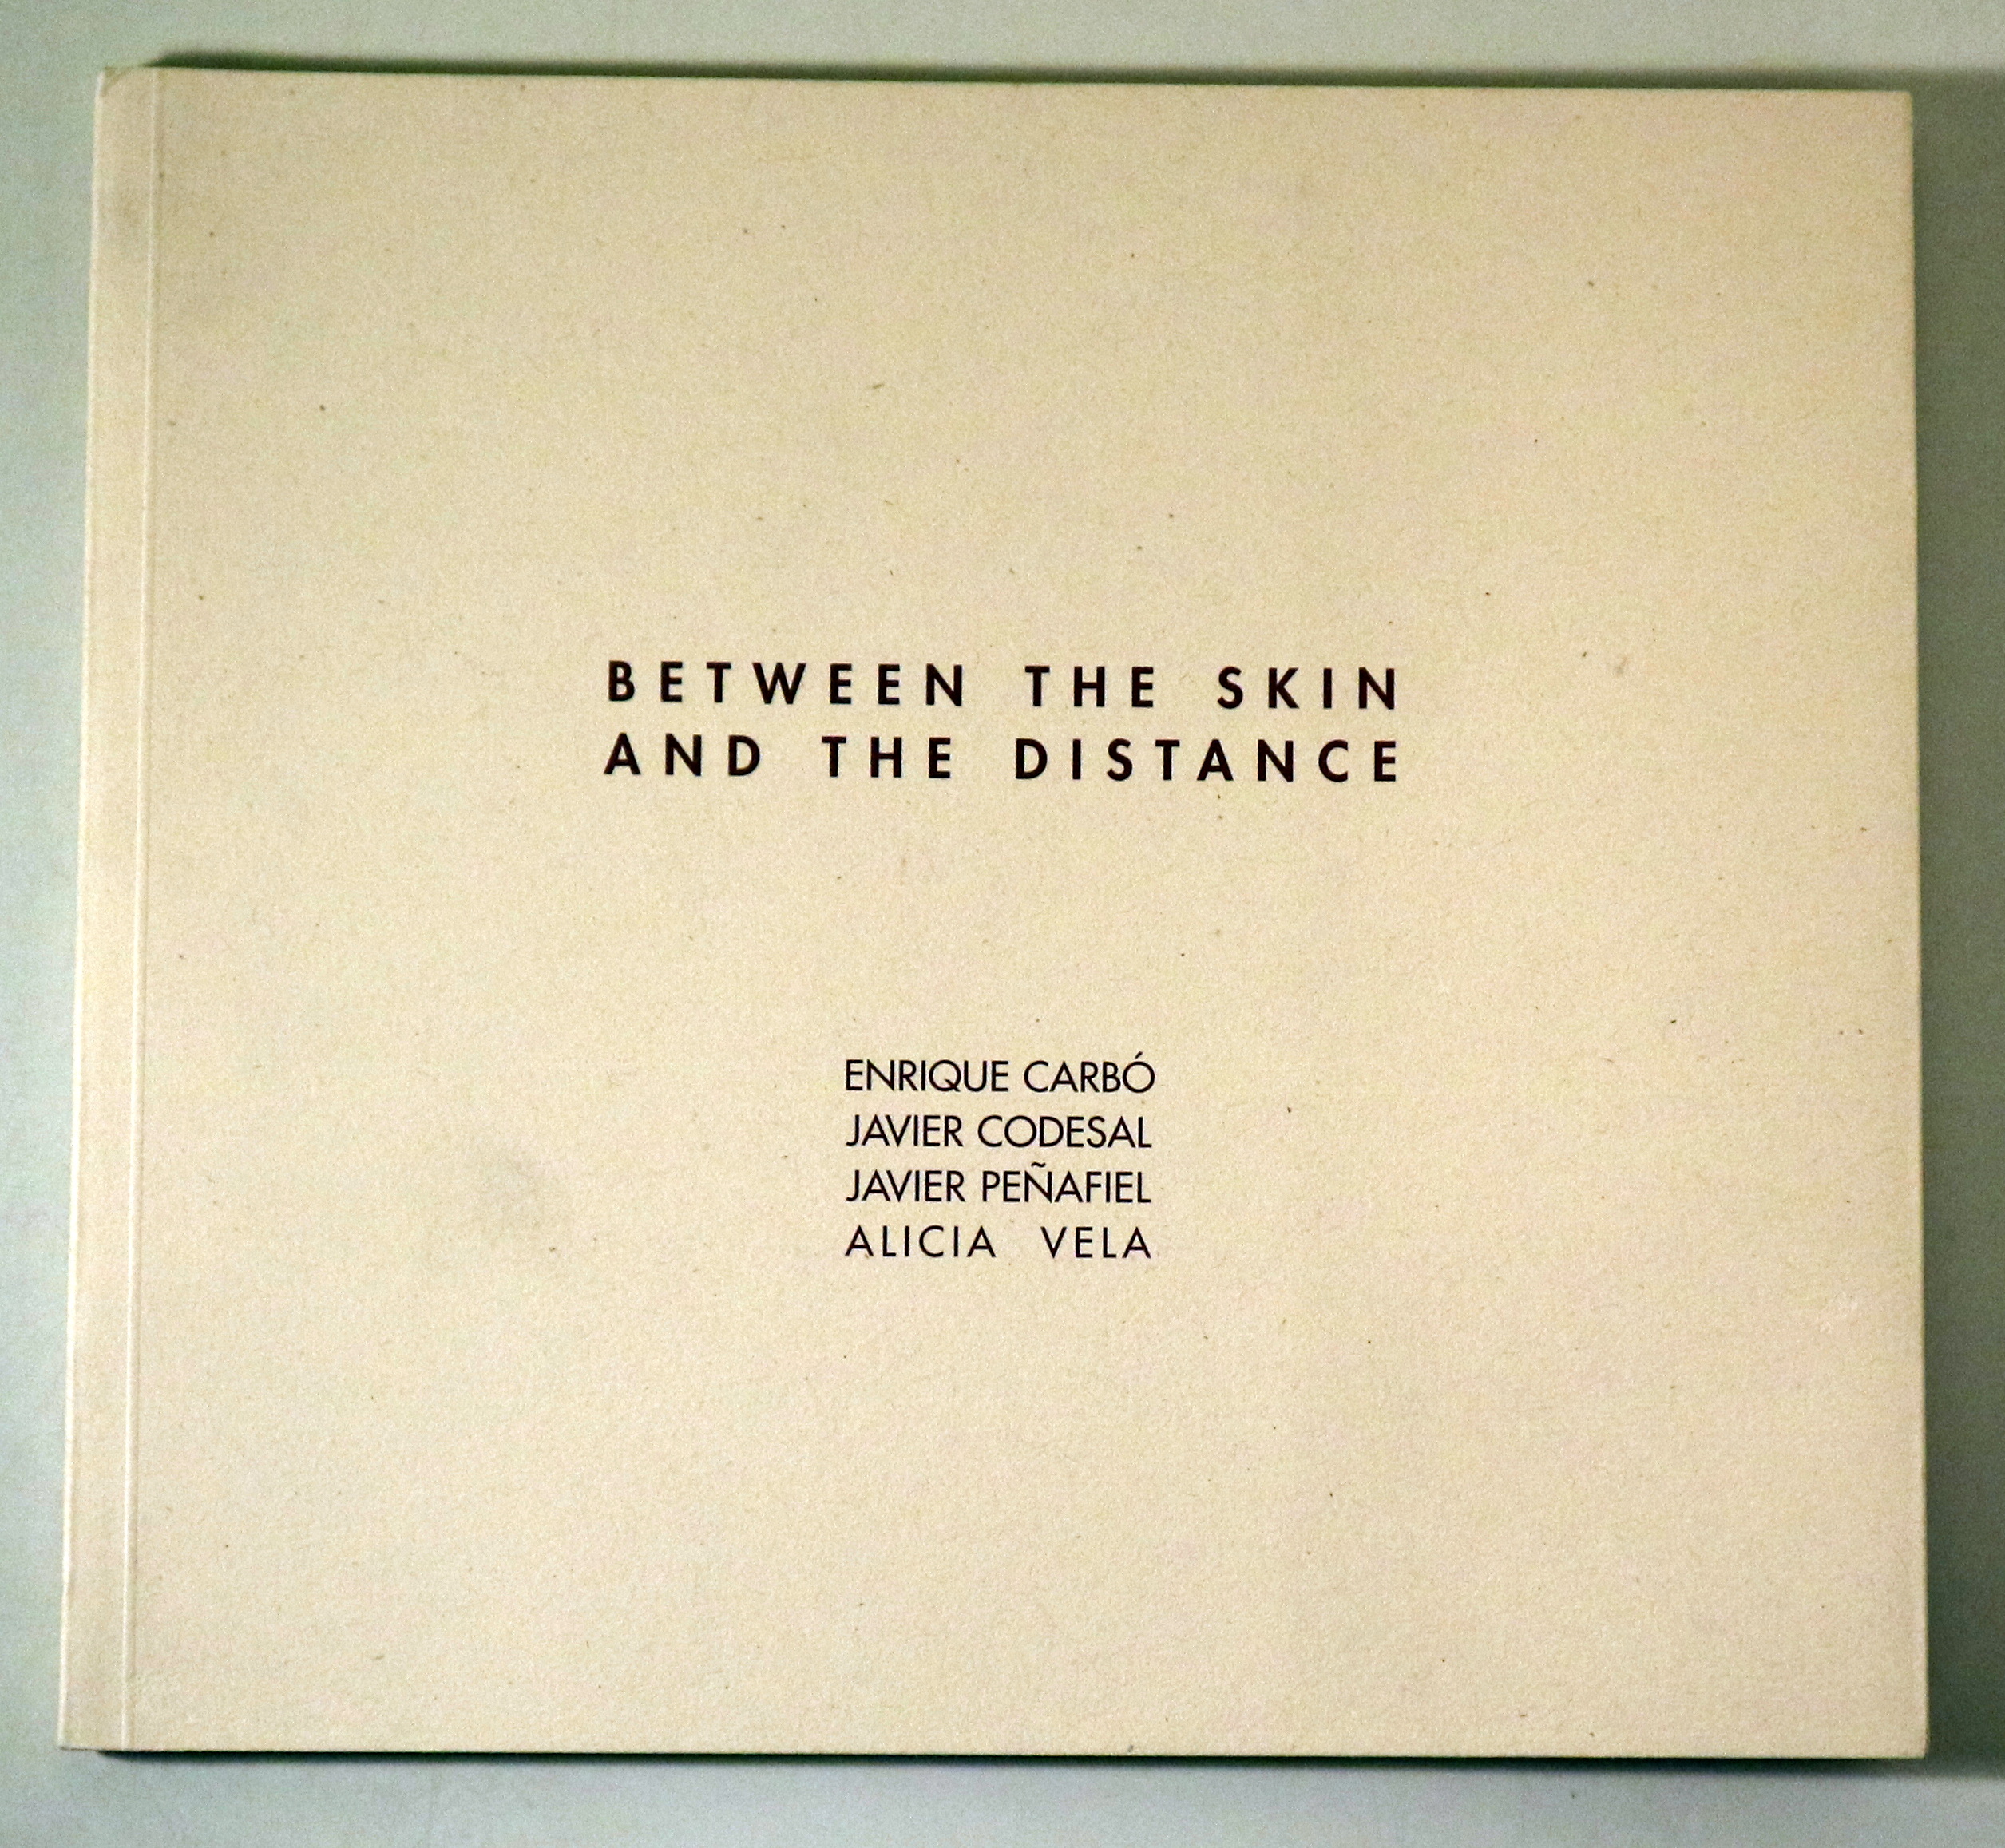 BETWEEN THE SKIN
AND THE DISTANCE
ENRIQUE CARBÓ
JAVIER CODESAL
JAVIER PEÑAFIEL
ALICIA VELA